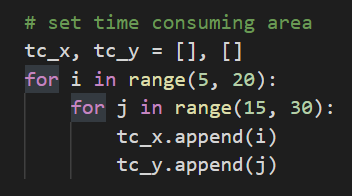 # set time consuming area
tc_x, tc_y = [], []
for i in range(5, 20):
    for j in range(15, 30):
        tc_x.append(i)
        tc_y.append(j)